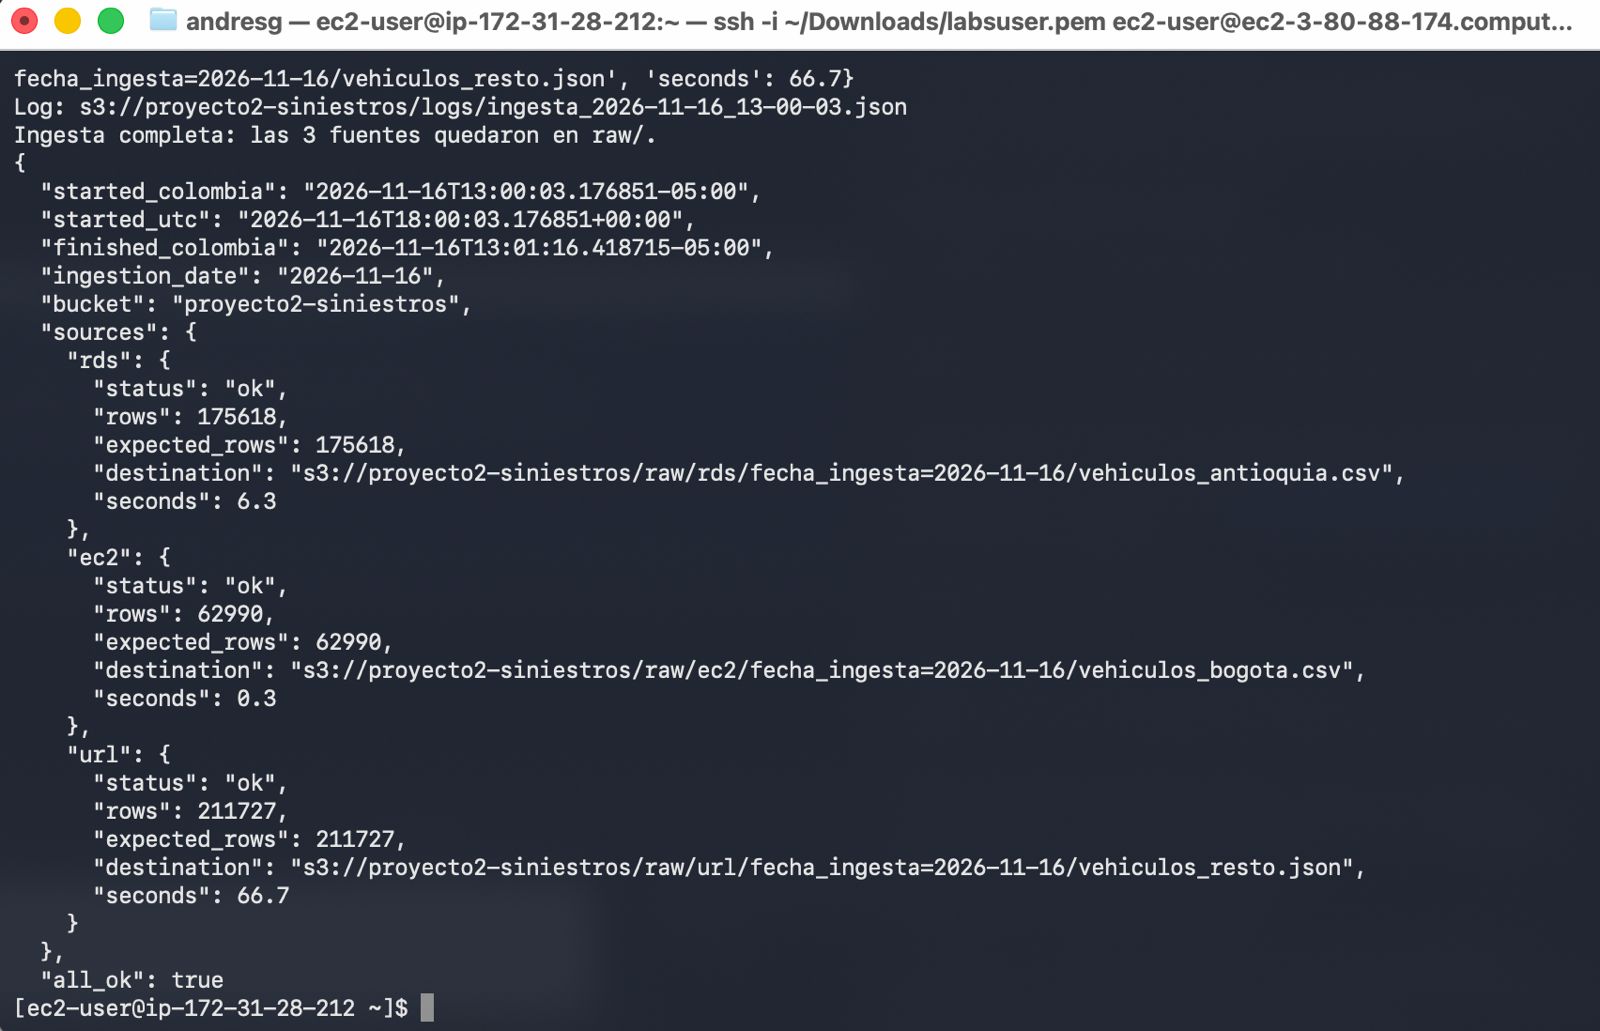 andresg — ec2-user@ip-172-31-28-212:~ — ssh -i ~/Downloads/labsuser.pem ec2-user@ec2-3-80-88-174.comput...
fecha_ingesta=2026-11-16/vehiculos_resto.json', 'seconds': 66.7}
Log: s3://proyecto2-siniestros/logs/ingesta_2026-11-16_13-00-03.json
Ingesta completa: las 3 fuentes quedaron en raw/.
{
  "started_colombia": "2026-11-16T13:00:03.176851-05:00",
  "started_utc": "2026-11-16T18:00:03.176851+00:00",
  "finished_colombia": "2026-11-16T13:01:16.418715-05:00",
  "ingestion_date": "2026-11-16",
  "bucket": "proyecto2-siniestros",
  "sources": {
    "rds": {
      "status": "ok",
      "rows": 175618,
      "expected_rows": 175618,
      "destination": "s3://proyecto2-siniestros/raw/rds/fecha_ingesta=2026-11-16/vehiculos_antioquia.csv",
      "seconds": 6.3
    },
    "ec2": {
      "status": "ok",
      "rows": 62990,
      "expected_rows": 62990,
      "destination": "s3://proyecto2-siniestros/raw/ec2/fecha_ingesta=2026-11-16/vehiculos_bogota.csv",
      "seconds": 0.3
    },
    "url": {
      "status": "ok",
      "rows": 211727,
      "expected_rows": 211727,
      "destination": "s3://proyecto2-siniestros/raw/url/fecha_ingesta=2026-11-16/vehiculos_resto.json",
      "seconds": 66.7
    }
  },
  "all_ok": true
[ec2-user@ip-172-31-28-212 ~]$